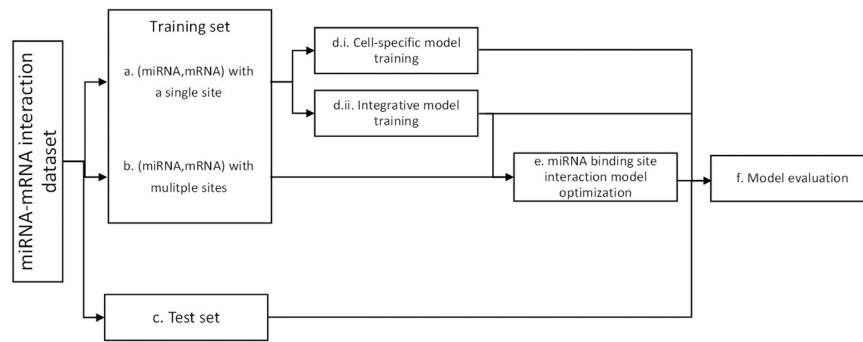 miRNA-mRNA interaction
dataset
Training set
a. (miRNA,mRNA) with
a single site
b. (miRNA,mRNA) with
mulitple sites
c. Test set
d.i. Cell-specific model
training
d.ii. Integrative model
training
e. miRNA binding site
interaction model
optimization
f. Model evaluation